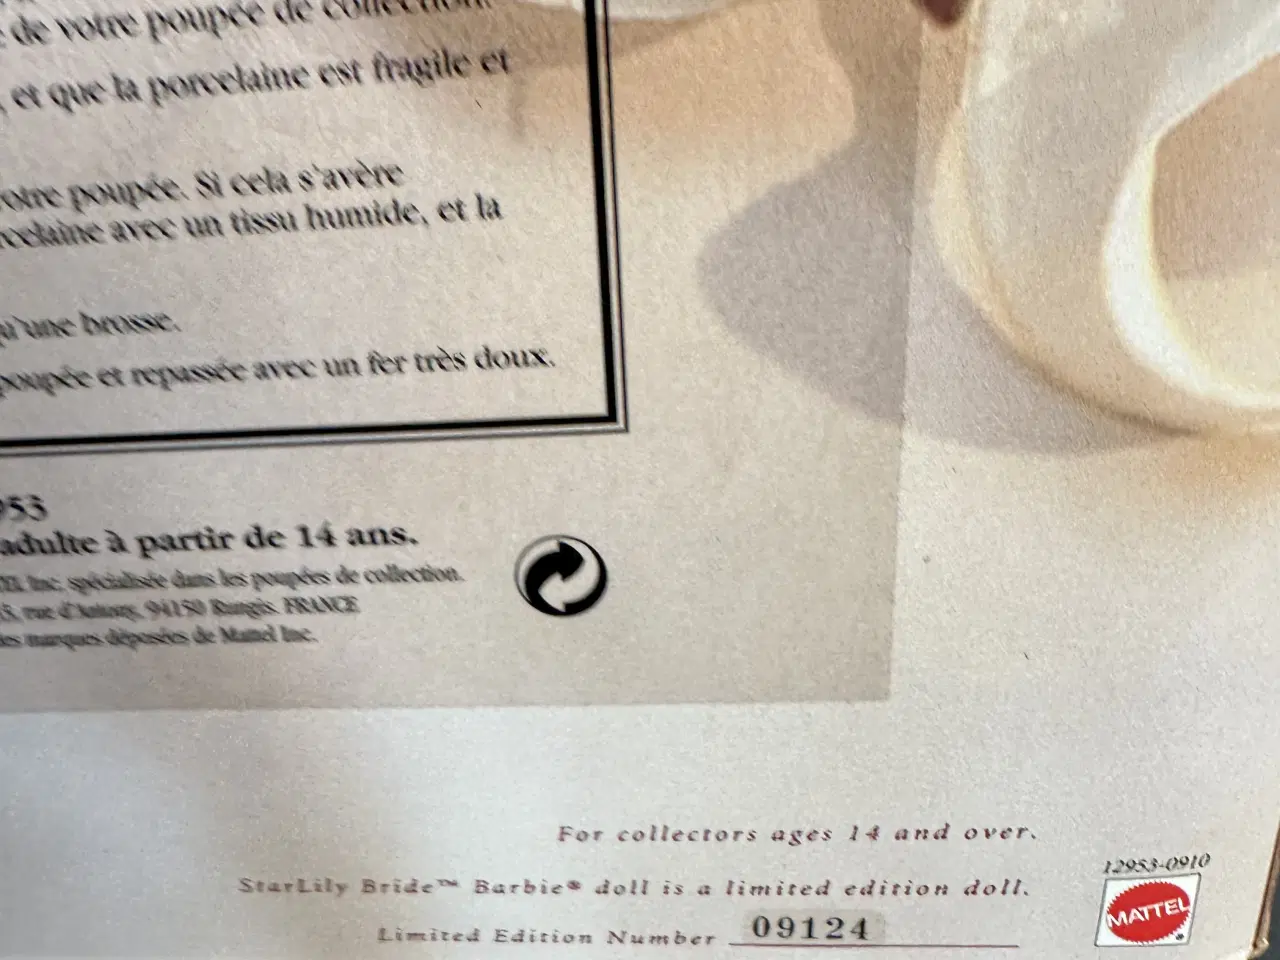 de votre poupée de collection.
, et que la porcelaine est fragile et
votre poupée. Si cela s'avère
avec un tissu humide, et la
qu'une brosse.
poupée et repassée avec un fer très doux.
953
adulte à partir de 14 ans.
Inc. spécialisée dans les poupées de collection.
rue d'Antony, 94150 Rungis. FRANCE
marques déposées de Mattel Inc.
For collectors ages 14 and over.
12953-0910
StarLily Bride™ Barbie® doll is a limited edition doll.
MATTEL
Limited Edition Number 09124